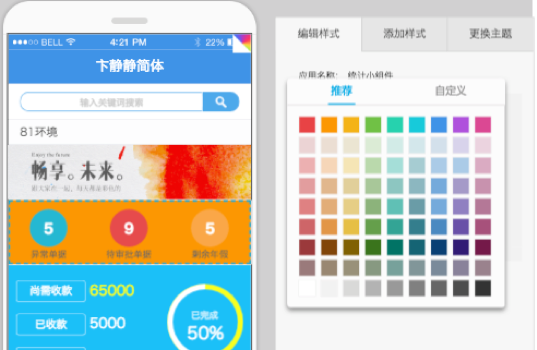 BELL 4:21 PM 22%
卞静静简体
输入关键词搜索
81环境
Enjoy the future
畅享。未来。
5 9 5
异常单据 待审批单据 剩余年假
尚需收款 65000
已收款 5000
已完成
50%
编辑样式 添加样式 更换主题
应用名称: 统计小组件
推荐 自定义